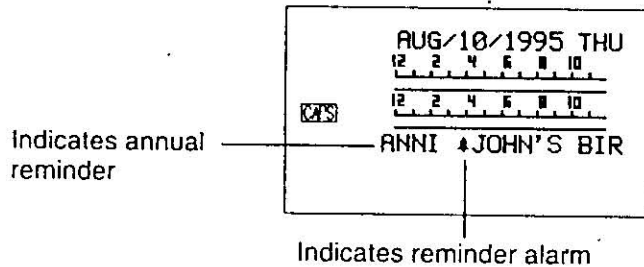 AUG/10/1995 THU
12 2 4 6 8 10
12 2 4 6 8 10
CAPS
Indicates annual
reminder
ANNI JOHN'S BIR
Indicates reminder alarm